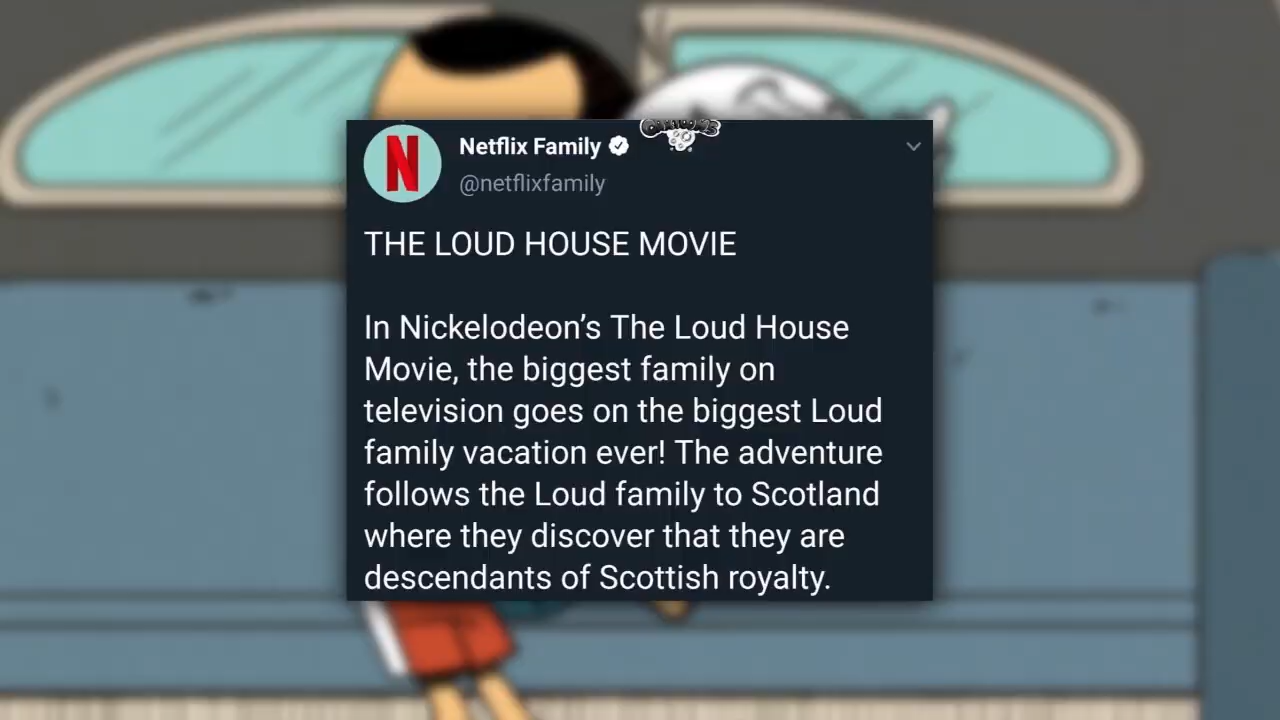 CARTOONS
N
Netflix Family
@netflixfamily
THE LOUD HOUSE MOVIE
In Nickelodeon’s The Loud House
Movie, the biggest family on
television goes on the biggest Loud
family vacation ever! The adventure
follows the Loud family to Scotland
where they discover that they are
descendants of Scottish royalty.